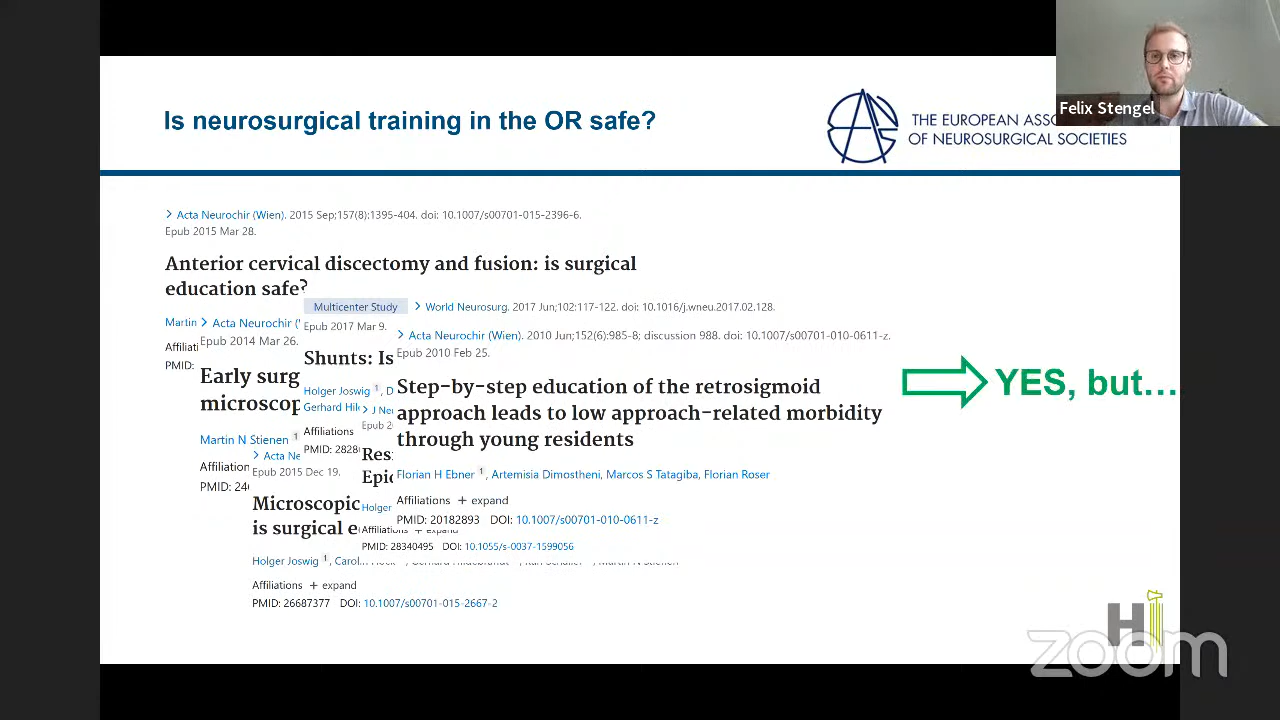 Is neurosurgical training in the OR safe?
THE EUROPEAN ASSO
OF NEUROSURGICAL SOCIETIES
Felix Stengel
Acta Neurochir (Wien). 2015 Sep;157(8):1395-404. doi: 10.1007/s00701-015-2396-6.
Epub 2015 Mar 28.
Anterior cervical discectomy and fusion: is surgical
education safe?
Martin
Affiliati
PMID:
Acta Neurochir (
Epub 2014 Mar 26.
Early surg
microscop
Martin N Stienen 1
Affiliation
PMID: 24
Multicenter Study
World Neurosurg. 2017 Jun;102:117-122. doi: 10.1016/j.wneu.2017.02.128.
Epub 2017 Mar 9.
Shunts: Is
Holger Joswig 1, D
Gerhard Hil
Affiliations
PMID: 2828
Acta Ne
Epub 2015 Dec 19.
Microscopic
is surgical e
Holger Joswig 1, Carol
Affiliations + expand
PMID: 26687377 DOI: 10.1007/s00701-015-2667-2
J Ne
Epub 2
Res
Epic
Holger
Affiliations + expand
PMID: 28340495 DOI: 10.1055/s-0037-1599056
Acta Neurochir (Wien). 2010 Jun;152(6):985-8; discussion 988. doi: 10.1007/s00701-010-0611-z.
Epub 2010 Feb 25.
Step-by-step education of the retrosigmoid
approach leads to low approach-related morbidity
through young residents
Florian H Ebner 1, Artemisia Dimostheni, Marcos S Tatagiba, Florian Roser
Affiliations + expand
PMID: 20182893 DOI: 10.1007/s00701-010-0611-z
YES, but...
H
zoom